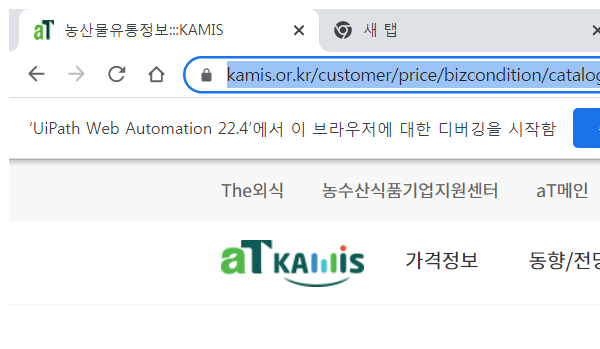 aT 농산물유통정보:::KAMIS 새 탭
kamis.or.kr/customer/price/bizcondition/catalog
'UiPath Web Automation 22.4'에서 이 브라우저에 대한 디버깅을 시작함
The외식 농수산식품기업지원센터 aT메인
aT KAMIS 가격정보 동향/전망